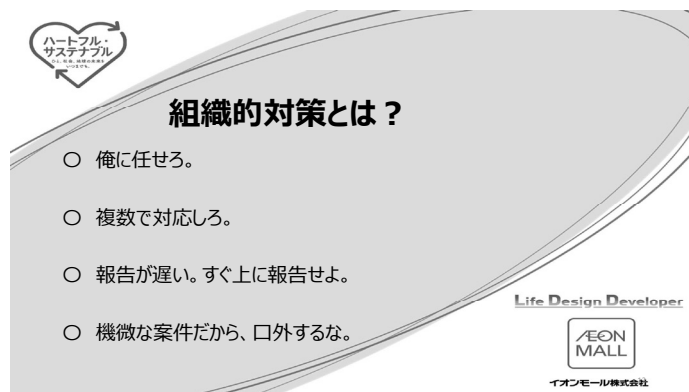 ハートフル・
サステナブル
組織的対策とは？
〇 俺に任せろ。
〇 複数で対応しろ。
〇 報告が遅い。すぐ上に報告せよ。
〇 機微な案件だから、口外するな。
Life Design Developer
ÆON
MALL
イオンモール株式会社